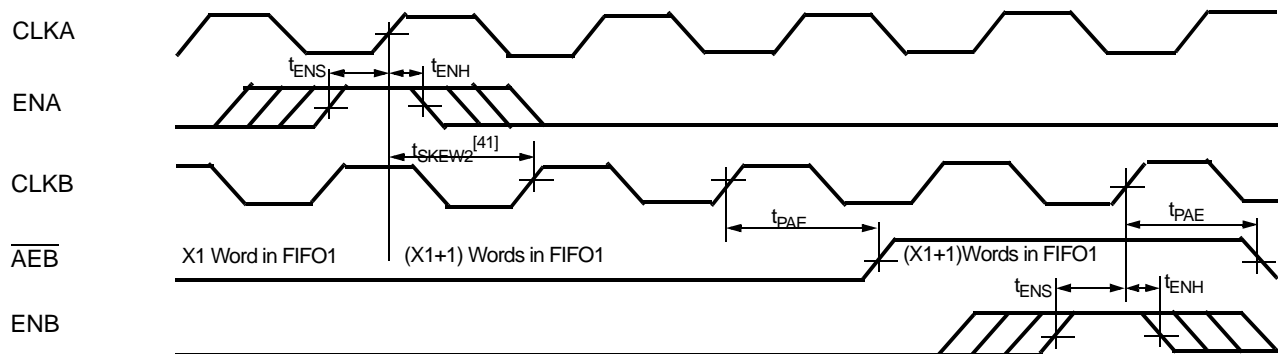 CLKA
tENS
tENH
ENA
tSKEW2[41]
CLKB
tPAE
tPAE
AEB
X1 Word in FIFO1
(X1+1) Words in FIFO1
(X1+1)Words in FIFO1
tENS
tENH
ENB